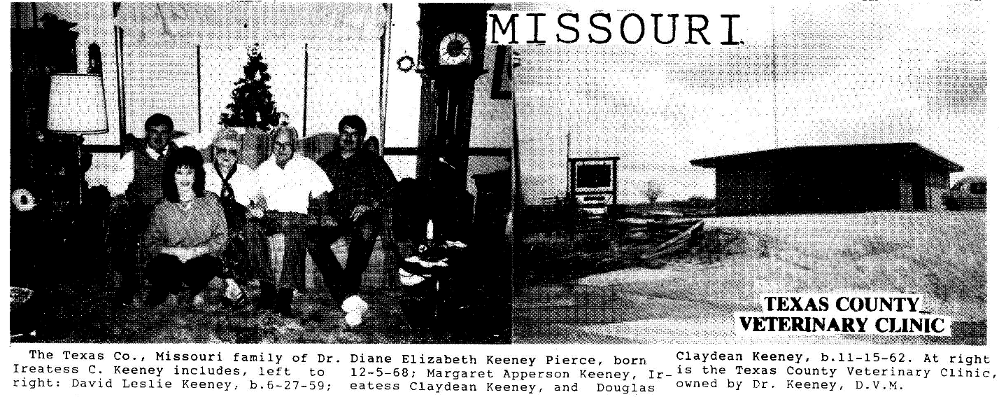 MISSOURI
TEXAS COUNTY
VETERINARY CLINIC
The Texas Co., Missouri family of Dr.
Ireatess C. Keeney includes, left to
right: David Leslie Keeney, b.6-27-59;
Diane Elizabeth Keeney Pierce, born
12-5-68; Margaret Apperson Keeney, Ir-
eatess Claydean Keeney, and Douglas
Claydean Keeney, b.11-15-62. At right
is the Texas County Veterinary Clinic,
owned by Dr. Keeney, D.V.M.